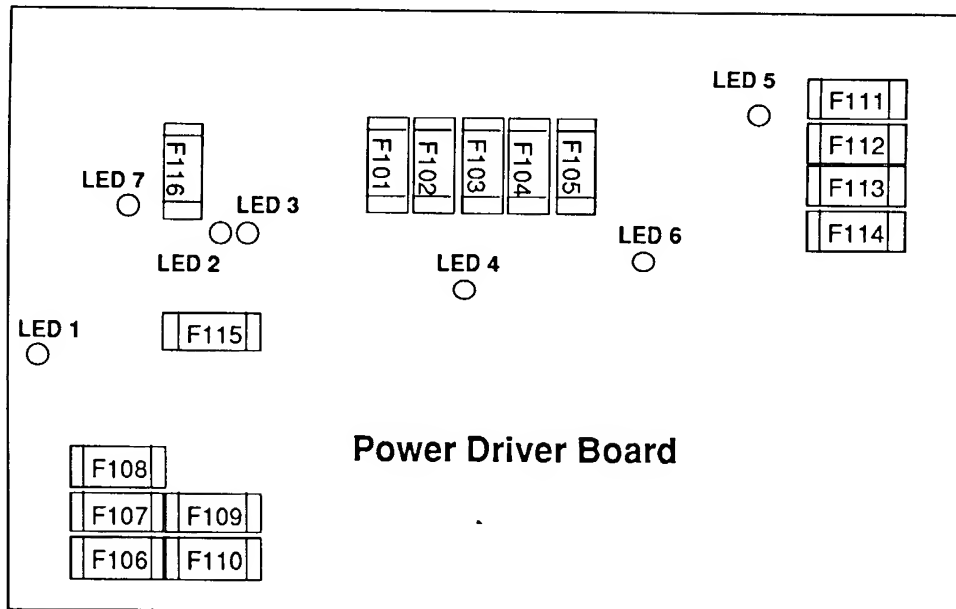 LED 5
F111
F112
F113
F114
F116
F101
F102
F103
F104
F105
LED 7
LED 3
LED 2
LED 4
LED 6
LED 1
F115
Power Driver Board
F108
F107
F109
F106
F110